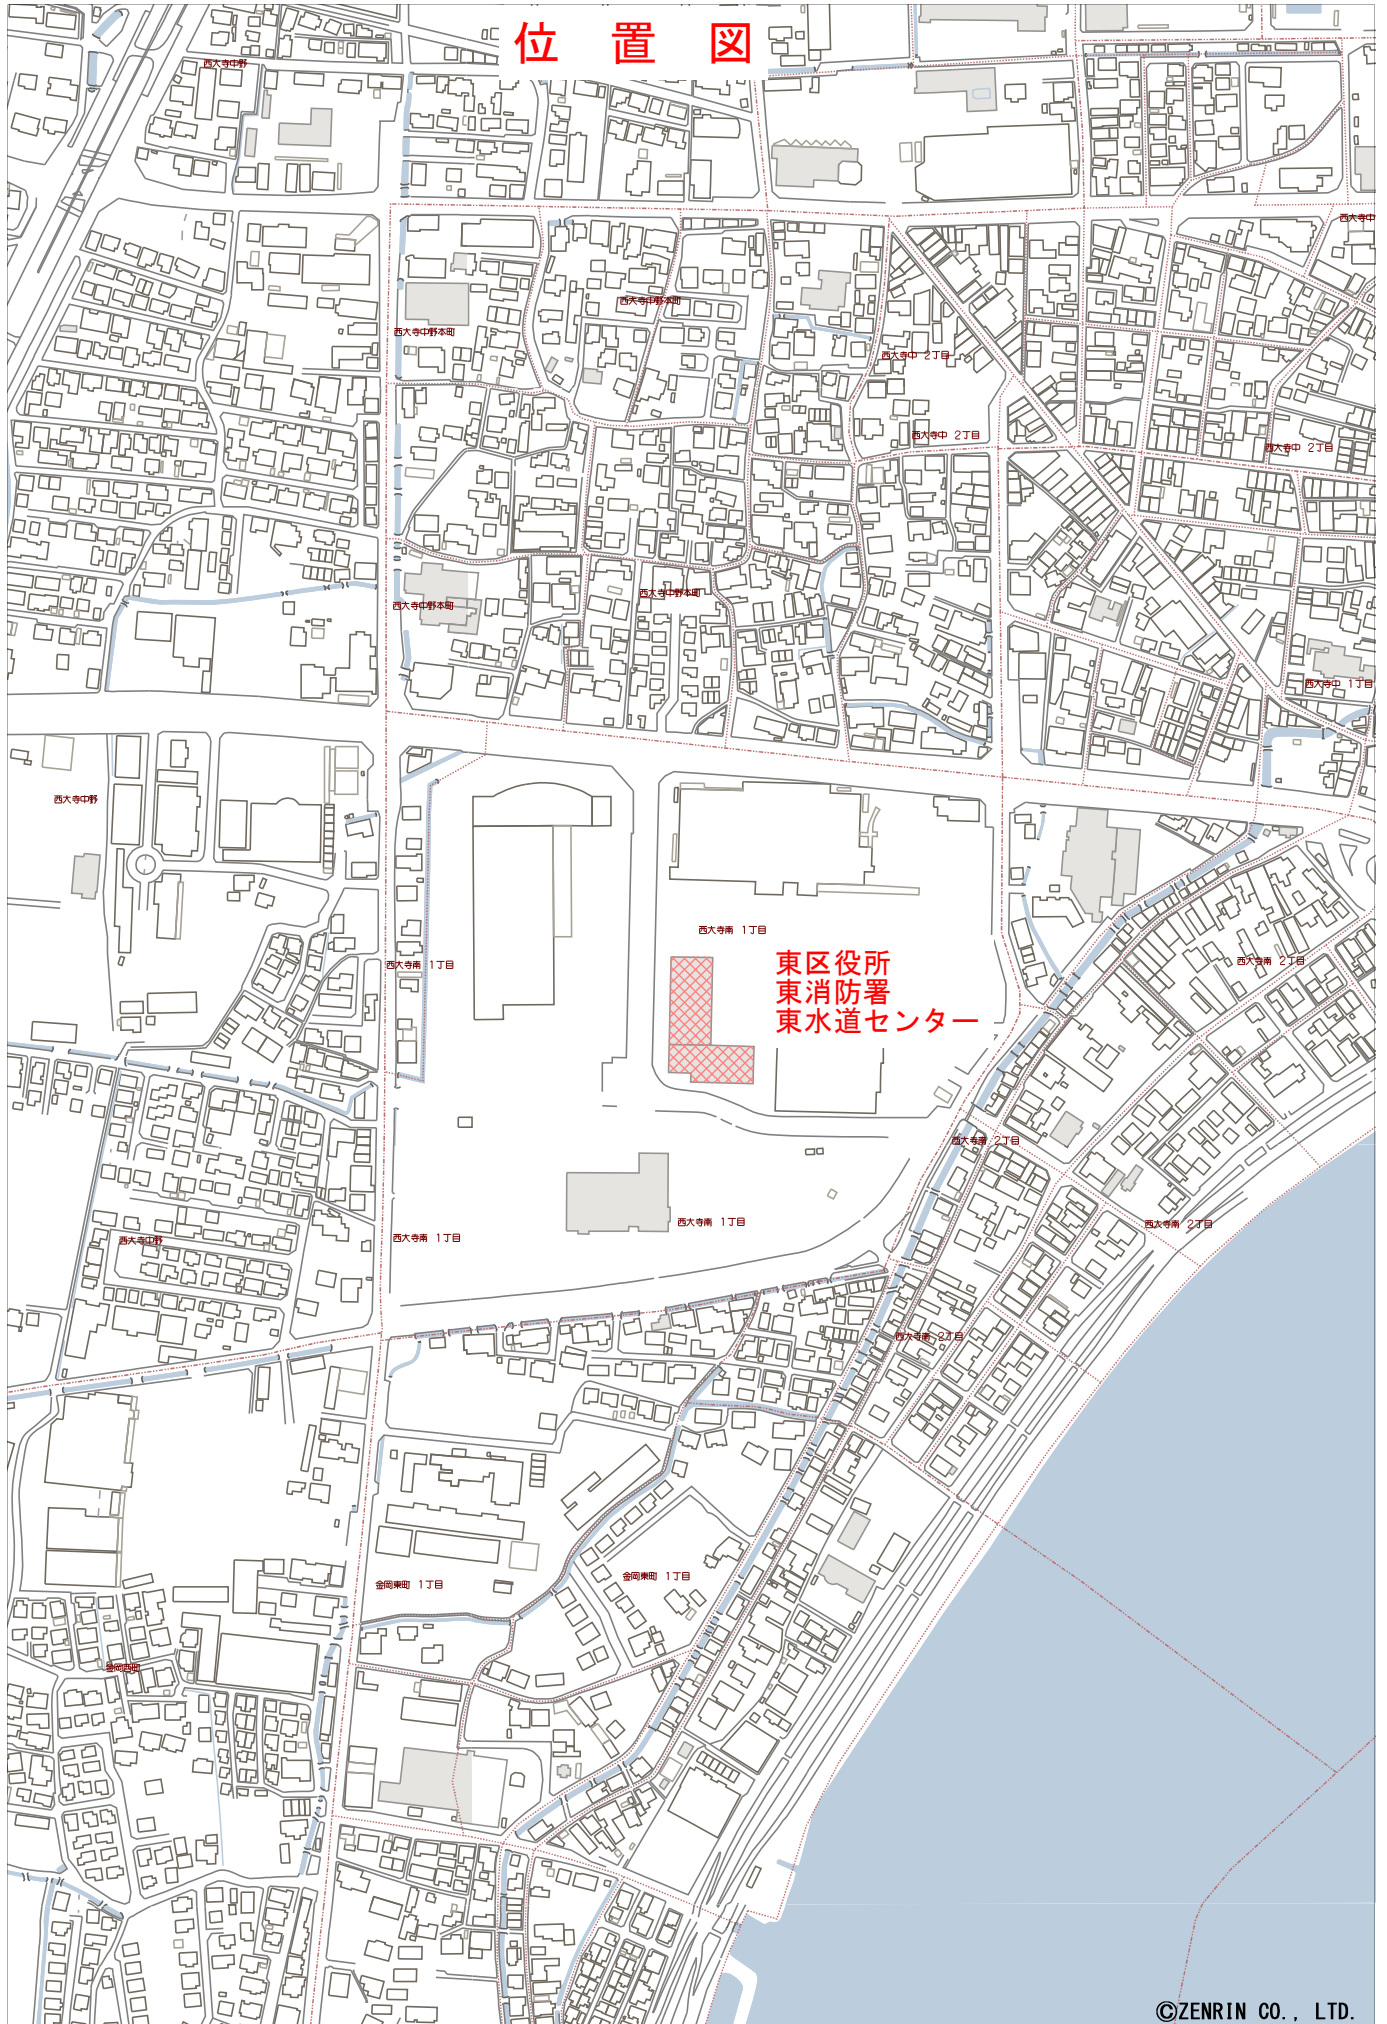 位 置 図
西大寺中野
西大寺中
西大寺中野本町
西大寺中野本町
西大寺中 2丁目
西大寺中 2丁目
西大寺中 2丁目
西大寺中野本町
西大寺中野本町
西大寺中 1丁目
西大寺中野
西大寺南 1丁目
東区役所
東消防署
東水道センター
西大寺南 1丁目
西大寺南 2丁目
西大寺南 2丁目
西大寺南 1丁目
西大寺南 2丁目
西大寺南 1丁目
西大寺中野
西大寺南 2丁目
金岡東町 1丁目
金岡東町 1丁目
金岡西町
©ZENRIN CO., LTD.